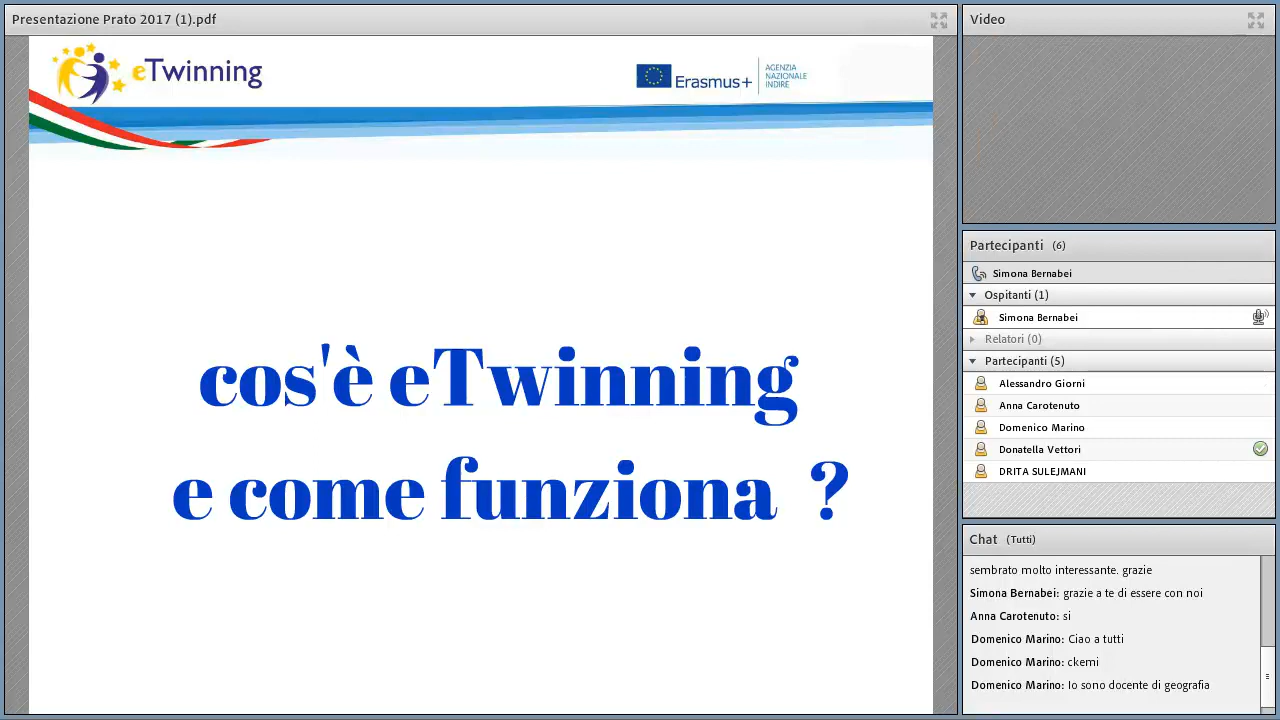 Presentazione Prato 2017 (1).pdf
eTwinning
Erasmus+
AGENZIA
NAZIONALE
INDIRE
cos'è eTwinning
e come funziona ?
Video
Partecipanti (6)
Simona Bernabei
Ospitanti (1)
Simona Bernabei
Relatori (0)
Partecipanti (5)
Alessandro Giorni
Anna Carotenuto
Domenico Marino
Donatella Vettori
DRITA SULEJMANI
Chat (Tutti)
sembrato molto interessante. grazie
Simona Bernabei: grazie a te di essere con noi
Anna Carotenuto: si
Domenico Marino: Ciao a tutti
Domenico Marino: ckemi
Domenico Marino: Io sono docente di geografia